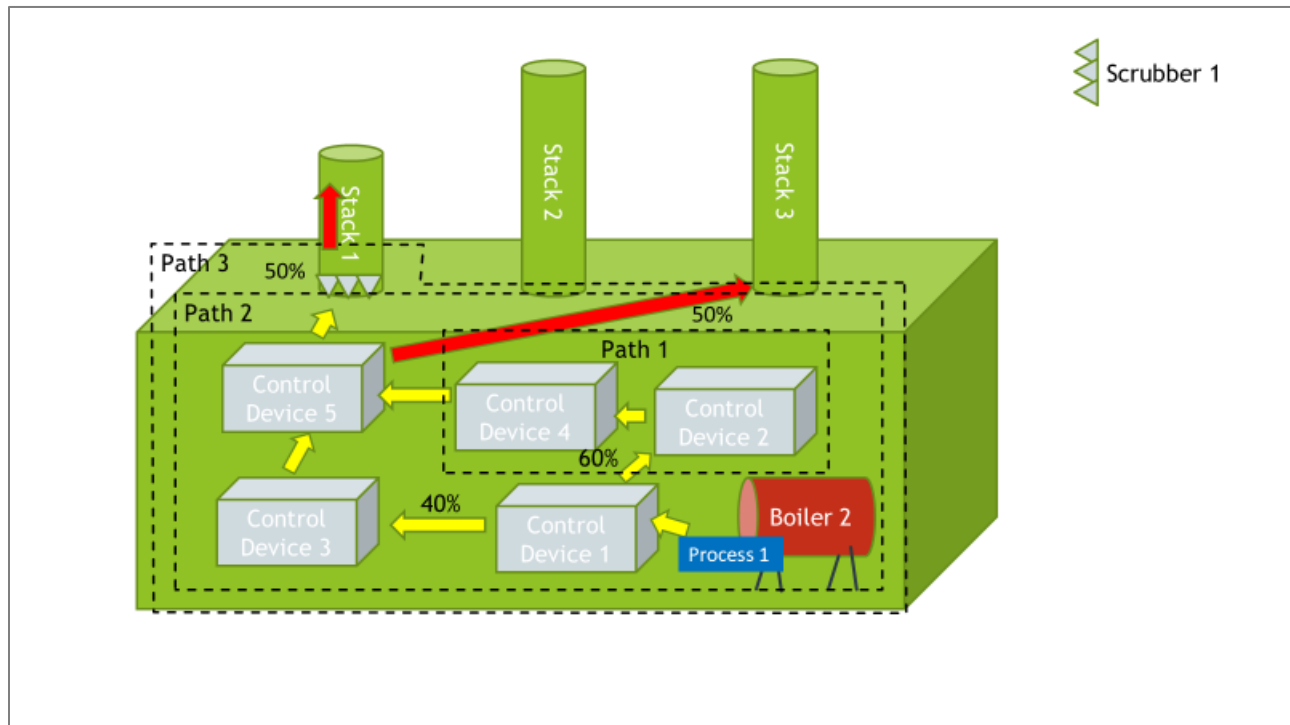 Scrubber 1
Stack 1
Stack 2
Stack 3
Path 3
50%
Path 2
50%
Path 1
Control
Device 5
Control
Device 4
Control
Device 2
60%
40%
Control
Device 3
Control
Device 1
Process 1
Boiler 2